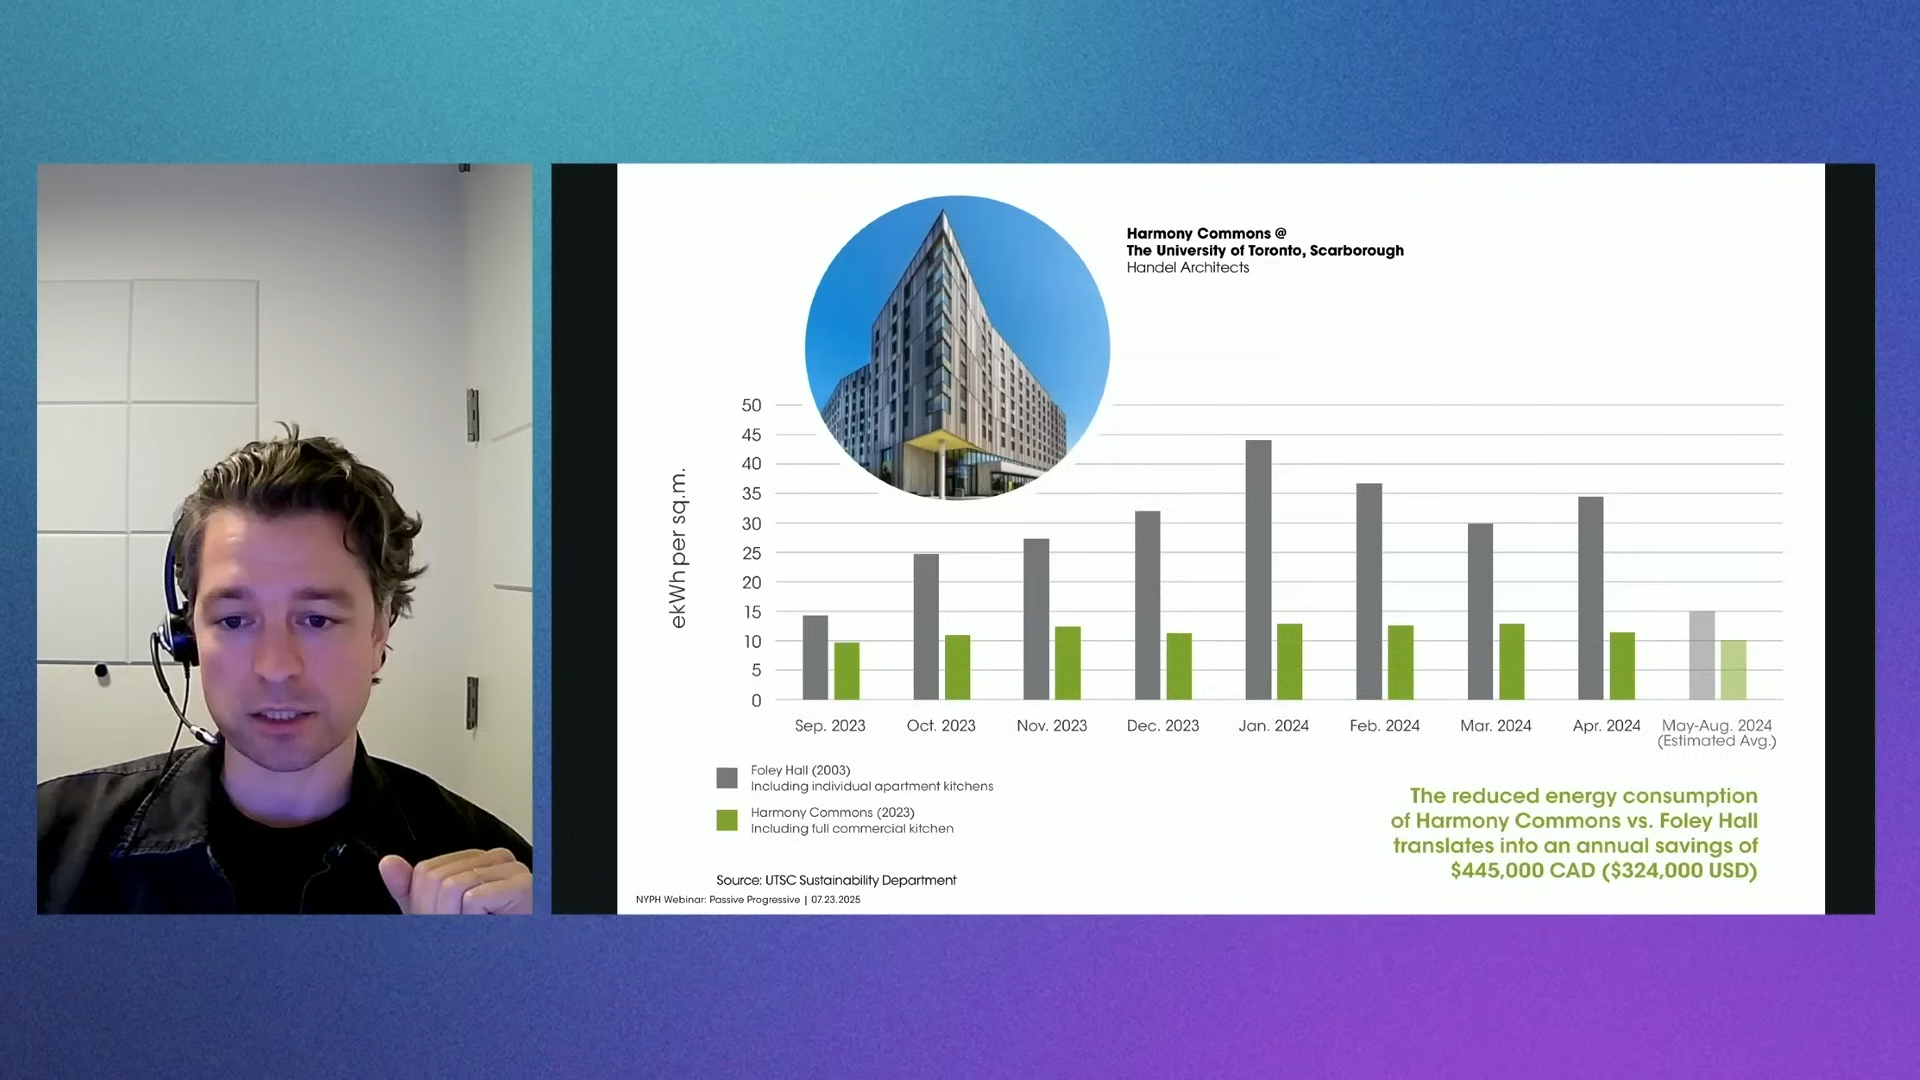 Harmony Commons @
The University of Toronto, Scarborough
Handel Architects
50
45
40
35
30
25
20
15
10
5
0
ekWh per sq.m.
Sep. 2023
Oct. 2023
Nov. 2023
Dec. 2023
Jan. 2024
Feb. 2024
Mar. 2024
Apr. 2024
May-Aug. 2024
(Estimated Avg.)
Foley Hall (2003)
Including individual apartment kitchens
Harmony Commons (2023)
Including full commercial kitchen
The reduced energy consumption
of Harmony Commons vs. Foley Hall
translates into an annual savings of
$445,000 CAD ($324,000 USD)
Source: UTSC Sustainability Department
NYPH Webinar: Passive Progressive | 07.23.2025